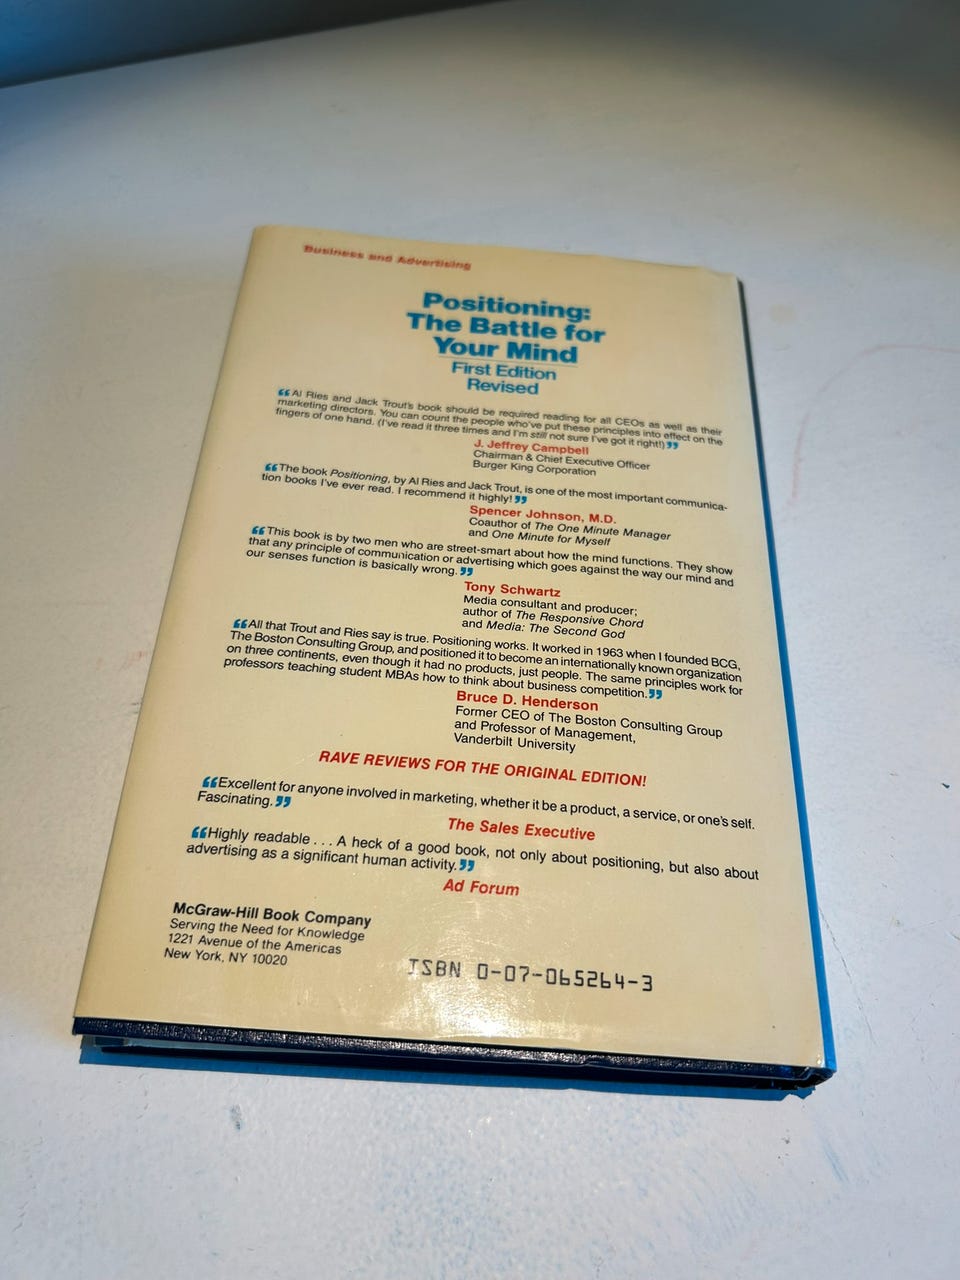 Business and Advertising
Positioning:
The Battle for
Your Mind
First Edition
Revised
❝Al Ries and Jack Trout's book should be required reading for all CEOs as well as their
marketing directors. You can count the people who've put these principles into effect on the
fingers of one hand. (I've read it three times and I'm still not sure I've got it right!)❞
J. Jeffrey Campbell
Chairman & Chief Executive Officer
Burger King Corporation
❝The book Positioning, by Al Ries and Jack Trout, is one of the most important communica-
tion books I've ever read. I recommend it highly!❞
Spencer Johnson, M.D.
Coauthor of The One Minute Manager
and One Minute for Myself
❝This book is by two men who are street-smart about how the mind functions. They show
that any principle of communication or advertising which goes against the way our mind and
our senses function is basically wrong.❞
Tony Schwartz
Media consultant and producer;
author of The Responsive Chord
and Media: The Second God
❝All that Trout and Ries say is true. Positioning works. It worked in 1963 when I founded BCG,
The Boston Consulting Group, and positioned it to become an internationally known organization
on three continents, even though it had no products, just people. The same principles work for
professors teaching student MBAs how to think about business competition.❞
Bruce D. Henderson
Former CEO of The Boston Consulting Group
and Professor of Management,
Vanderbilt University
RAVE REVIEWS FOR THE ORIGINAL EDITION!
❝Excellent for anyone involved in marketing, whether it be a product, a service, or one's self.
Fascinating.❞
The Sales Executive
❝Highly readable . . . A heck of a good book, not only about positioning, but also about
advertising as a significant human activity.❞
Ad Forum
McGraw-Hill Book Company
Serving the Need for Knowledge
1221 Avenue of the Americas
New York, NY 10020
ISBN 0-07-065264-3